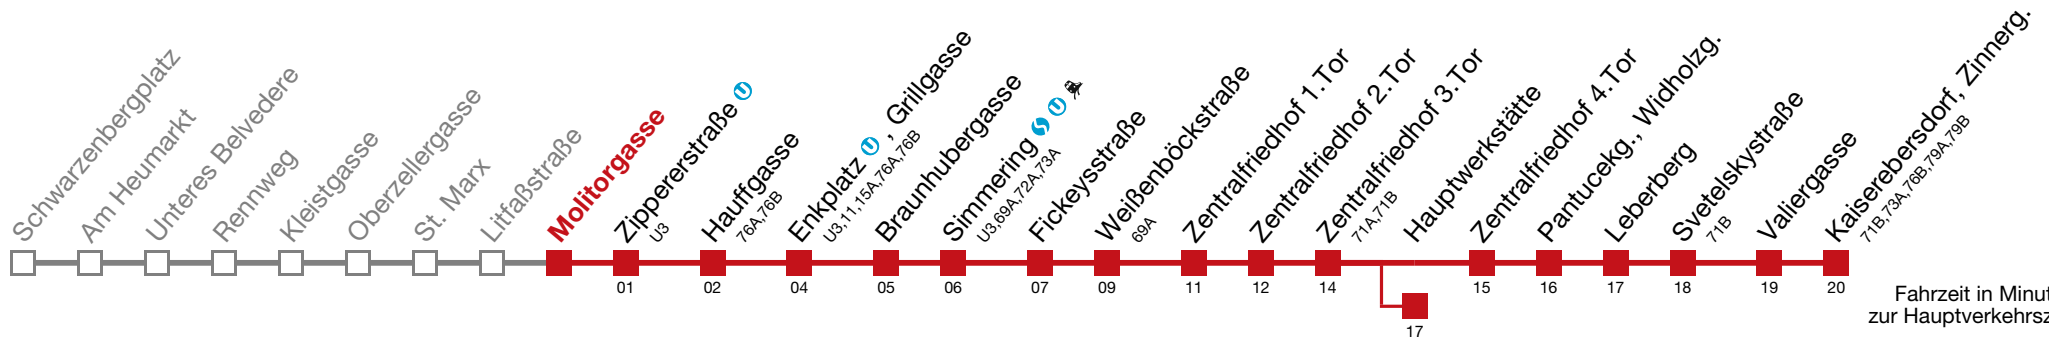 Schwarzenbergplatz
Am Heumarkt
Unteres Belvedere
Rennweg
Kleistgasse
Oberzellergasse
St. Marx
Litfaßstraße
Molitorgasse
Zippererstraße U
U3
Hauffgasse
76A,76B
Enkplatz U , Grillgasse
U3,11,15A,76A,76B
Braunhubergasse
Simmering S U
U3,69A,72A,73A
Fickeysstraße
Weißenböckstraße
69A
Zentralfriedhof 1.Tor
Zentralfriedhof 2.Tor
Zentralfriedhof 3.Tor
71A,71B
Hauptwerkstätte
Zentralfriedhof 4.Tor
Pantucekg., Widholzg.
Leberberg
Svetelskystraße
71B
Valiergasse
Kaiserebersdorf, Zinnerg.
71B,73A,76B,79A,79B
01 02 04 05 06 07 09 11 12 14 15 16 17 18 19 20
17
Fahrzeit in Minut
zur Hauptverkehrsz